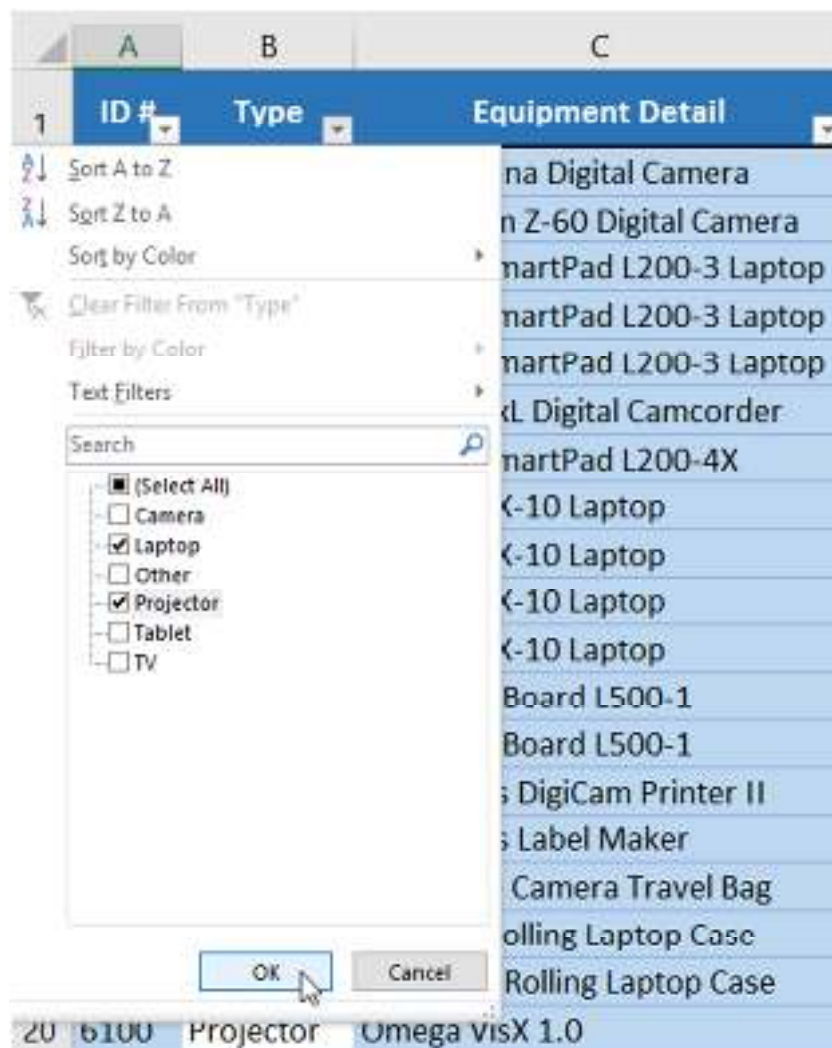 A B C
1 ID # Type Equipment Detail
Sort A to Z
Sort Z to A
Sort by Color
Clear Filter From "Type"
Filter by Color
Text Filters
Search
(Select All)
Camera
Laptop
Other
Projector
Tablet
TV
OK Cancel
na Digital Camera
n Z-60 Digital Camera
martPad L200-3 Laptop
martPad L200-3 Laptop
martPad L200-3 Laptop
xL Digital Camcorder
martPad L200-4X
X-10 Laptop
X-10 Laptop
X-10 Laptop
X-10 Laptop
Board L500-1
Board L500-1
s DigiCam Printer II
s Label Maker
Camera Travel Bag
olling Laptop Case
Rolling Laptop Case
20 6100 Projector Omega VisX 1.0